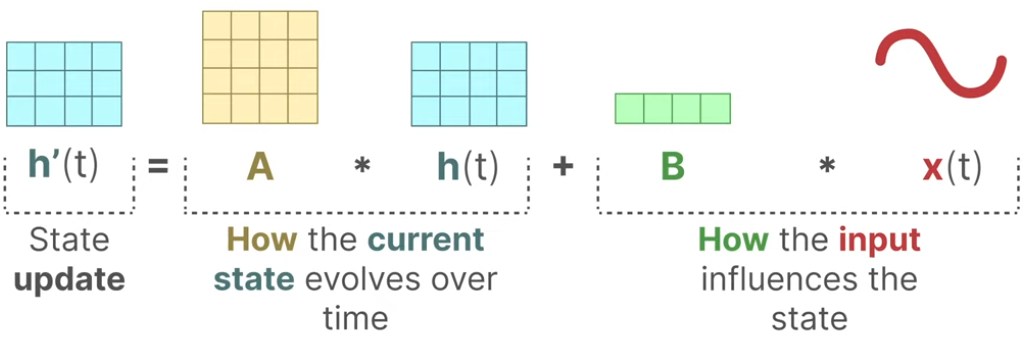 h’(t) = A * h(t) + B * x(t)
State
update
How the current
state evolves over
time
How the input
influences the
state